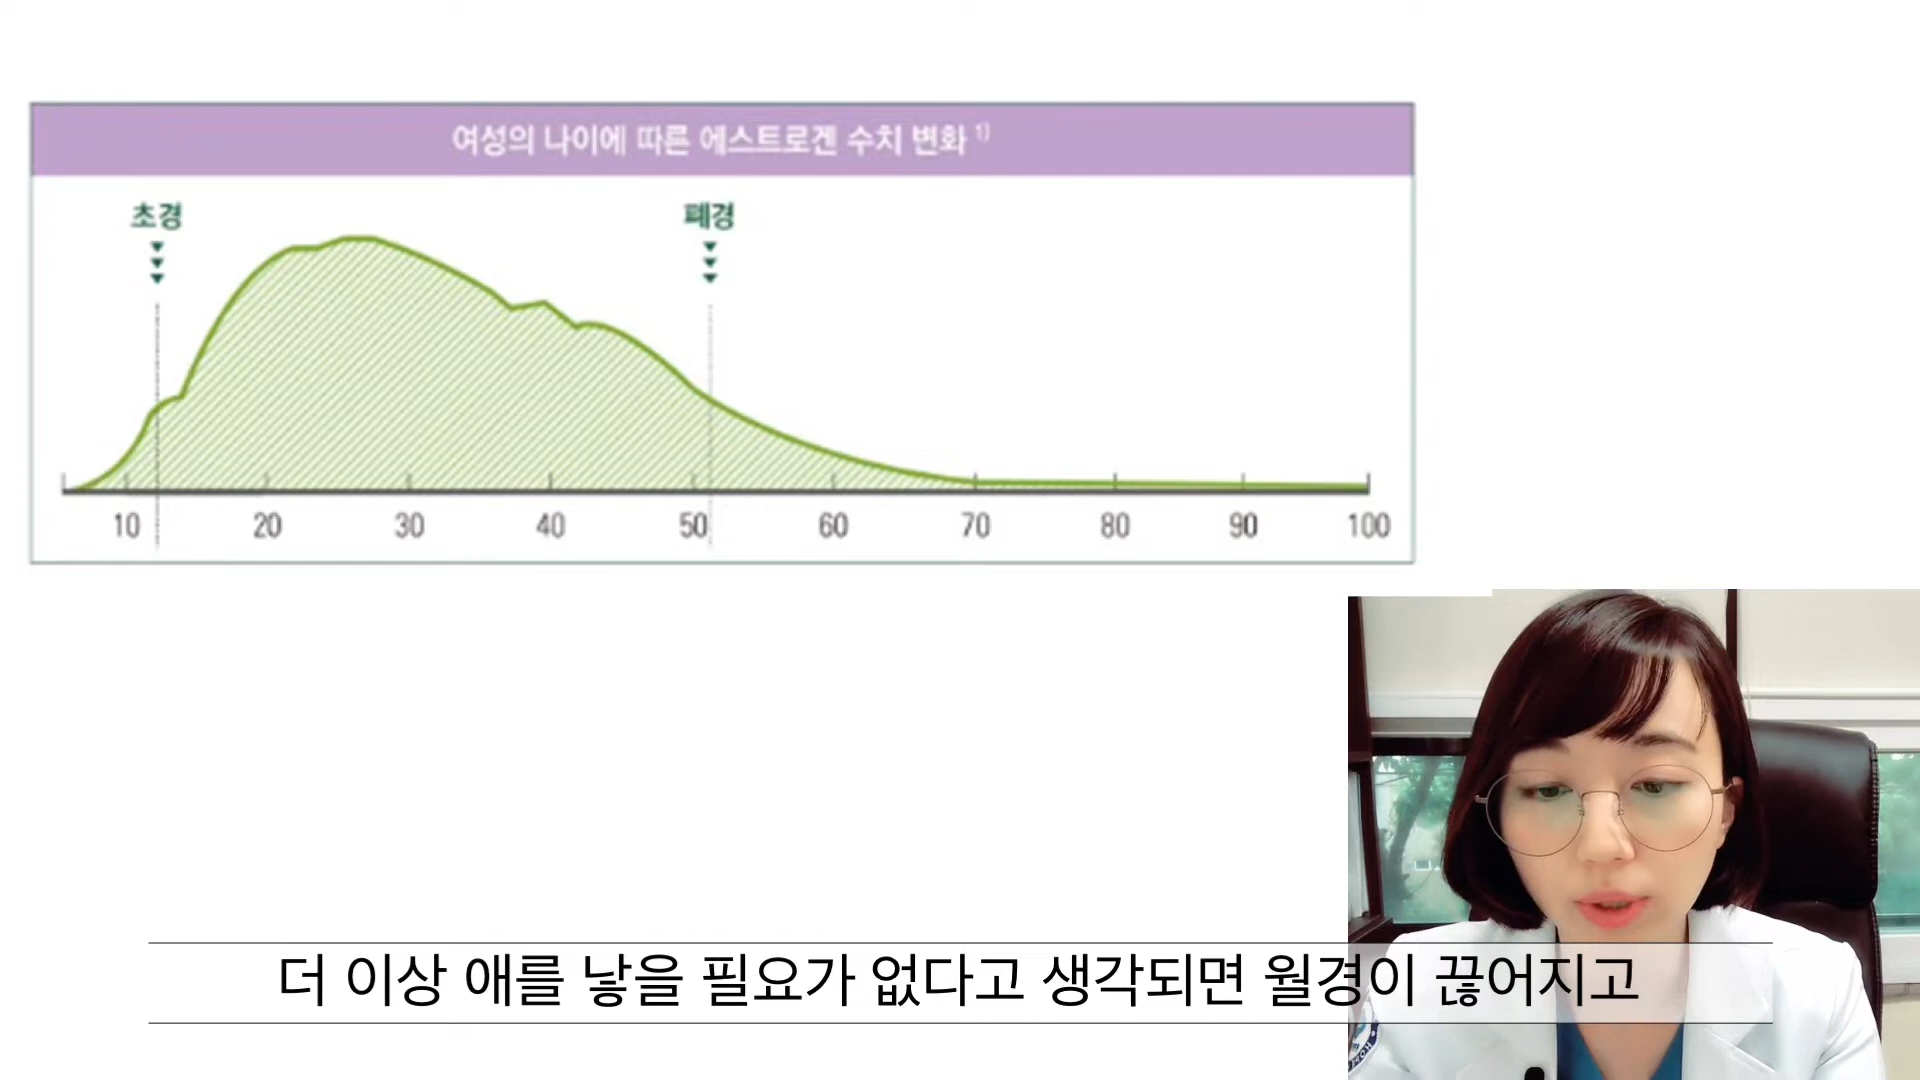 여성의 나이에 따른 에스트로겐 수치 변화 1)
초경
폐경
10 20 30 40 50 60 70 80 90 100
더 이상 애를 낳을 필요가 없다고 생각되면 월경이 끊어지고